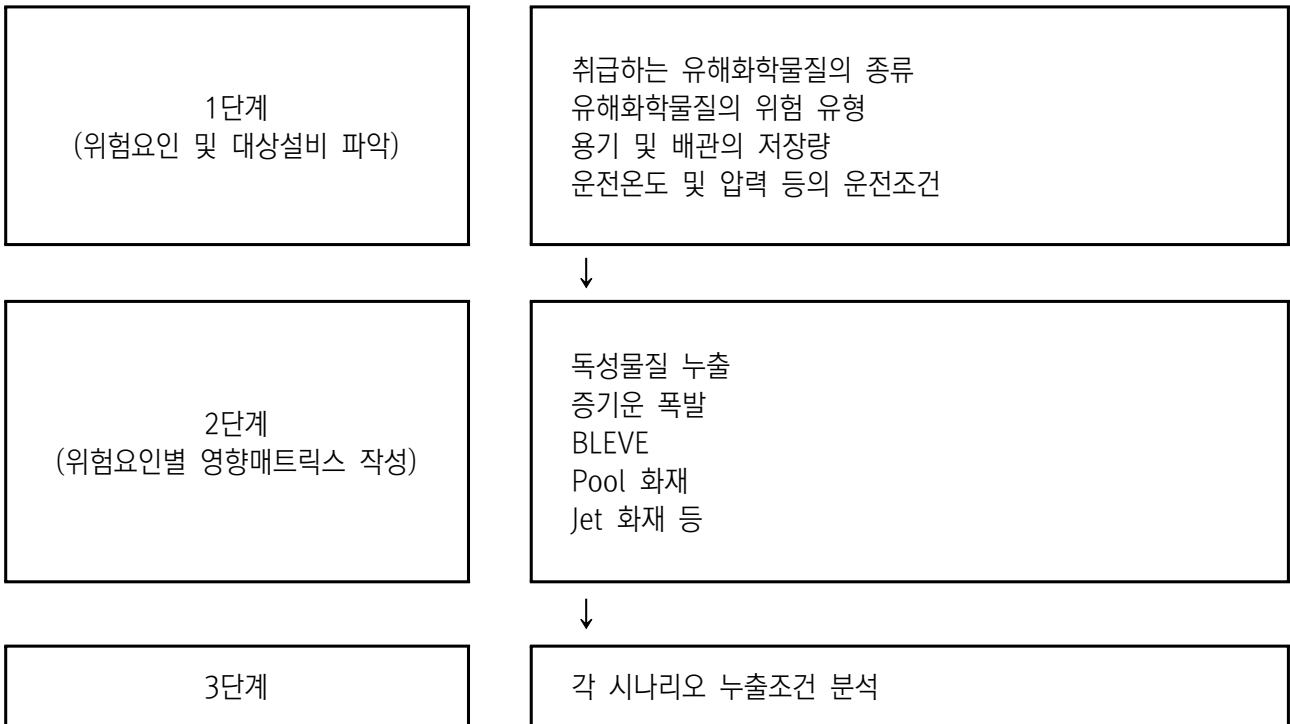 1단계
(위험요인 및 대상설비 파악)
취급하는 유해화학물질의 종류
유해화학물질의 위험 유형
용기 및 배관의 저장량
운전온도 및 압력 등의 운전조건
↓
2단계
(위험요인별 영향매트릭스 작성)
독성물질 누출
증기운 폭발
BLEVE
Pool 화재
Jet 화재 등
↓
3단계
각 시나리오 누출조건 분석